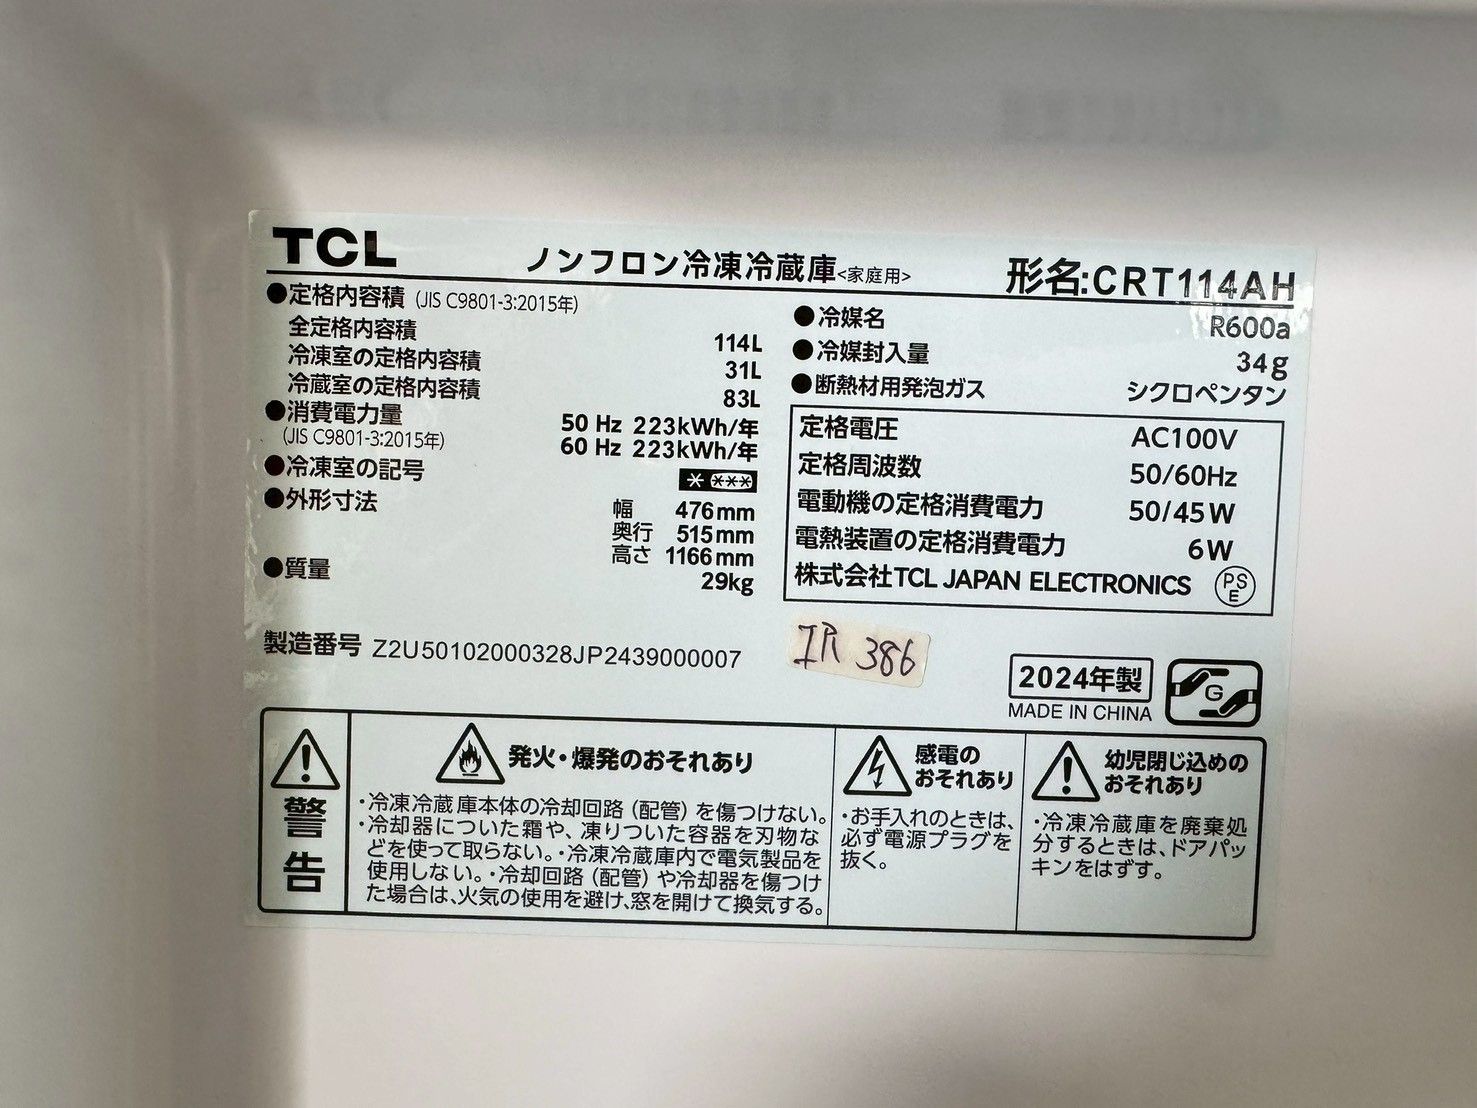 TCL ノンフロン冷凍冷蔵庫<家庭用> 形名:CRT114AH
●定格内容積 (JIS C9801-3:2015年)
全定格内容積 114L
冷凍室の定格内容積 31L
冷蔵室の定格内容積 83L
●消費電力量 50 Hz 223kWh/年
(JIS C9801-3:2015年) 60 Hz 223kWh/年
●冷凍室の記号 * ***
●外形寸法 幅 476mm
奥行 515mm
高さ 1166mm
●質量 29kg
●冷媒名 R600a
●冷媒封入量 34g
●断熱材用発泡ガス シクロペンタン
定格電圧 AC100V
定格周波数 50/60Hz
電動機の定格消費電力 50/45W
電熱装置の定格消費電力 6W
株式会社TCL JAPAN ELECTRONICS PSE
製造番号 Z2U50102000328JP2439000007
IR 386
2024年製
MADE IN CHINA
G
警告
発火・爆発のおそれあり
・冷凍冷蔵庫本体の冷却回路(配管)を傷つけない。
・冷却器についた霜や、凍りついた容器を刃物な
どを使って取らない。・冷凍冷蔵庫内で電気製品を
使用しない。・冷却回路(配管)や冷却器を傷つけ
た場合は、火気の使用を避け、窓を開けて換気する。
感電の
おそれあり
・お手入れのときは、
必ず電源プラグを
抜く。
幼児閉じ込めの
おそれあり
・冷凍冷蔵庫を廃棄処
分するときは、ドアパッ
キンをはずす。